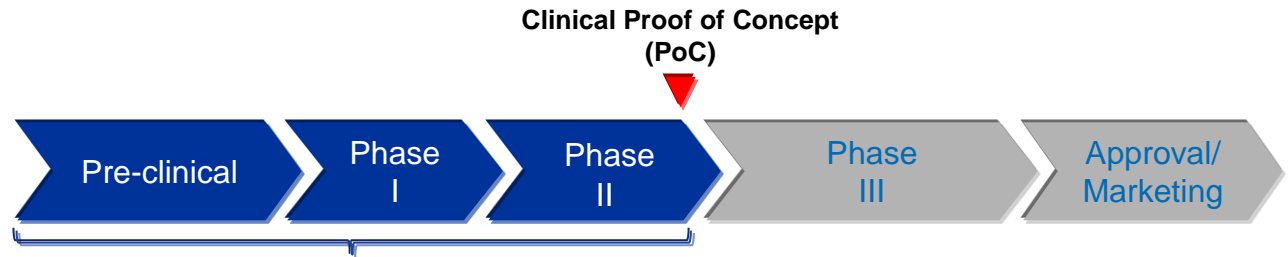 Clinical Proof of Concept
(PoC)
Pre-clinical
Phase
I
Phase
II
Phase
III
Approval/
Marketing